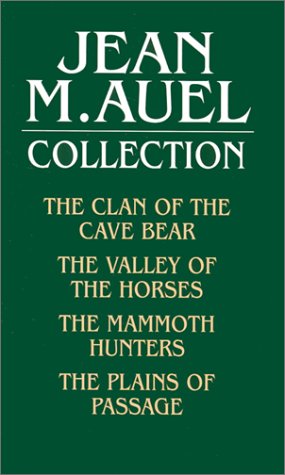 JEAN
M. AUEL
COLLECTION
THE CLAN OF THE
CAVE BEAR
THE VALLEY OF
THE HORSES
THE MAMMOTH
HUNTERS
THE PLAINS OF
PASSAGE